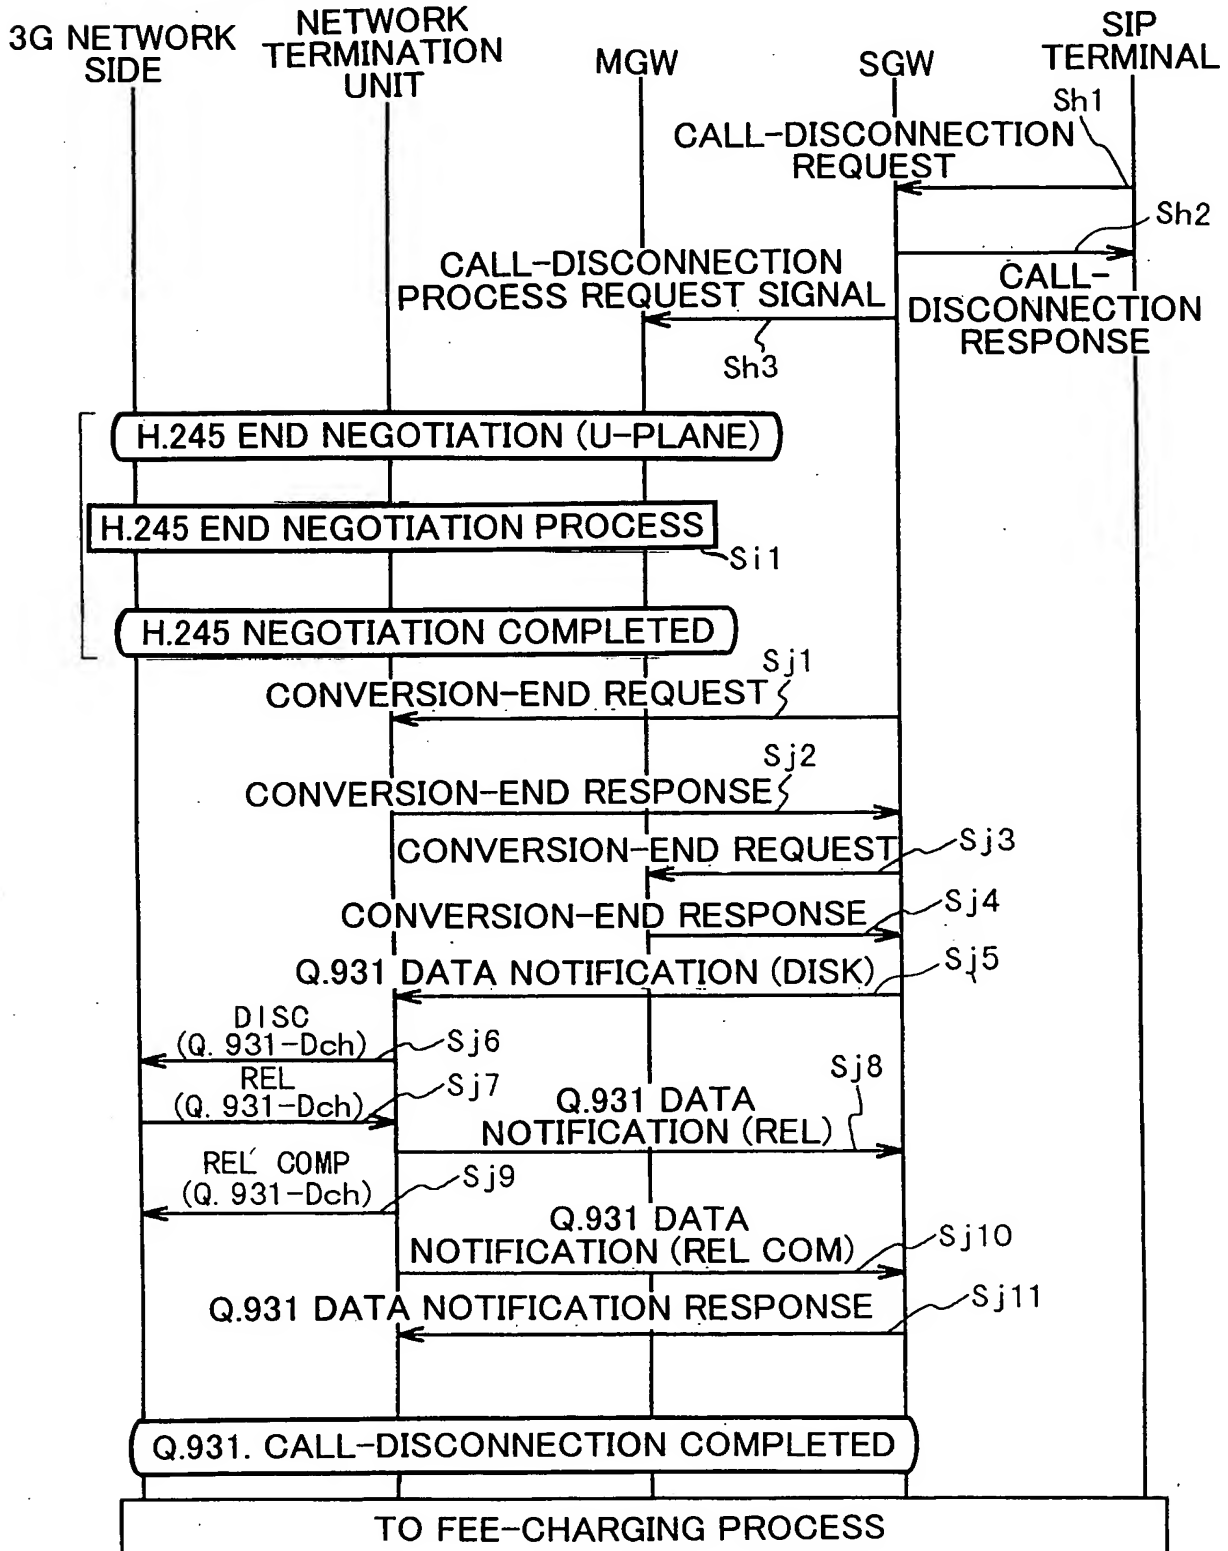 3G NETWORK
SIDE
NETWORK
TERMINATION
UNIT
MGW
SGW
SIP
TERMINAL
Sh1
CALL-DISCONNECTION
REQUEST
Sh2
CALL-DISCONNECTION
PROCESS REQUEST SIGNAL
CALL-
DISCONNECTION
RESPONSE
Sh3
H.245 END NEGOTIATION (U-PLANE)
H.245 END NEGOTIATION PROCESS
Si1
H.245 NEGOTIATION COMPLETED
Sj1
CONVERSION-END REQUEST
Sj2
CONVERSION-END RESPONSE
CONVERSION-END REQUEST
Sj3
CONVERSION-END RESPONSE
Sj4
Q.931 DATA NOTIFICATION (DISK)
Sj5
DISC
(Q. 931-Dch)
Sj6
REL
(Q. 931-Dch)
Sj7
Sj8
Q.931 DATA
NOTIFICATION (REL)
REL COMP
(Q. 931-Dch)
Sj9
Q.931 DATA
NOTIFICATION (REL COM)
Sj10
Q.931 DATA NOTIFICATION RESPONSE
Sj11
Q.931. CALL-DISCONNECTION COMPLETED
TO FEE-CHARGING PROCESS